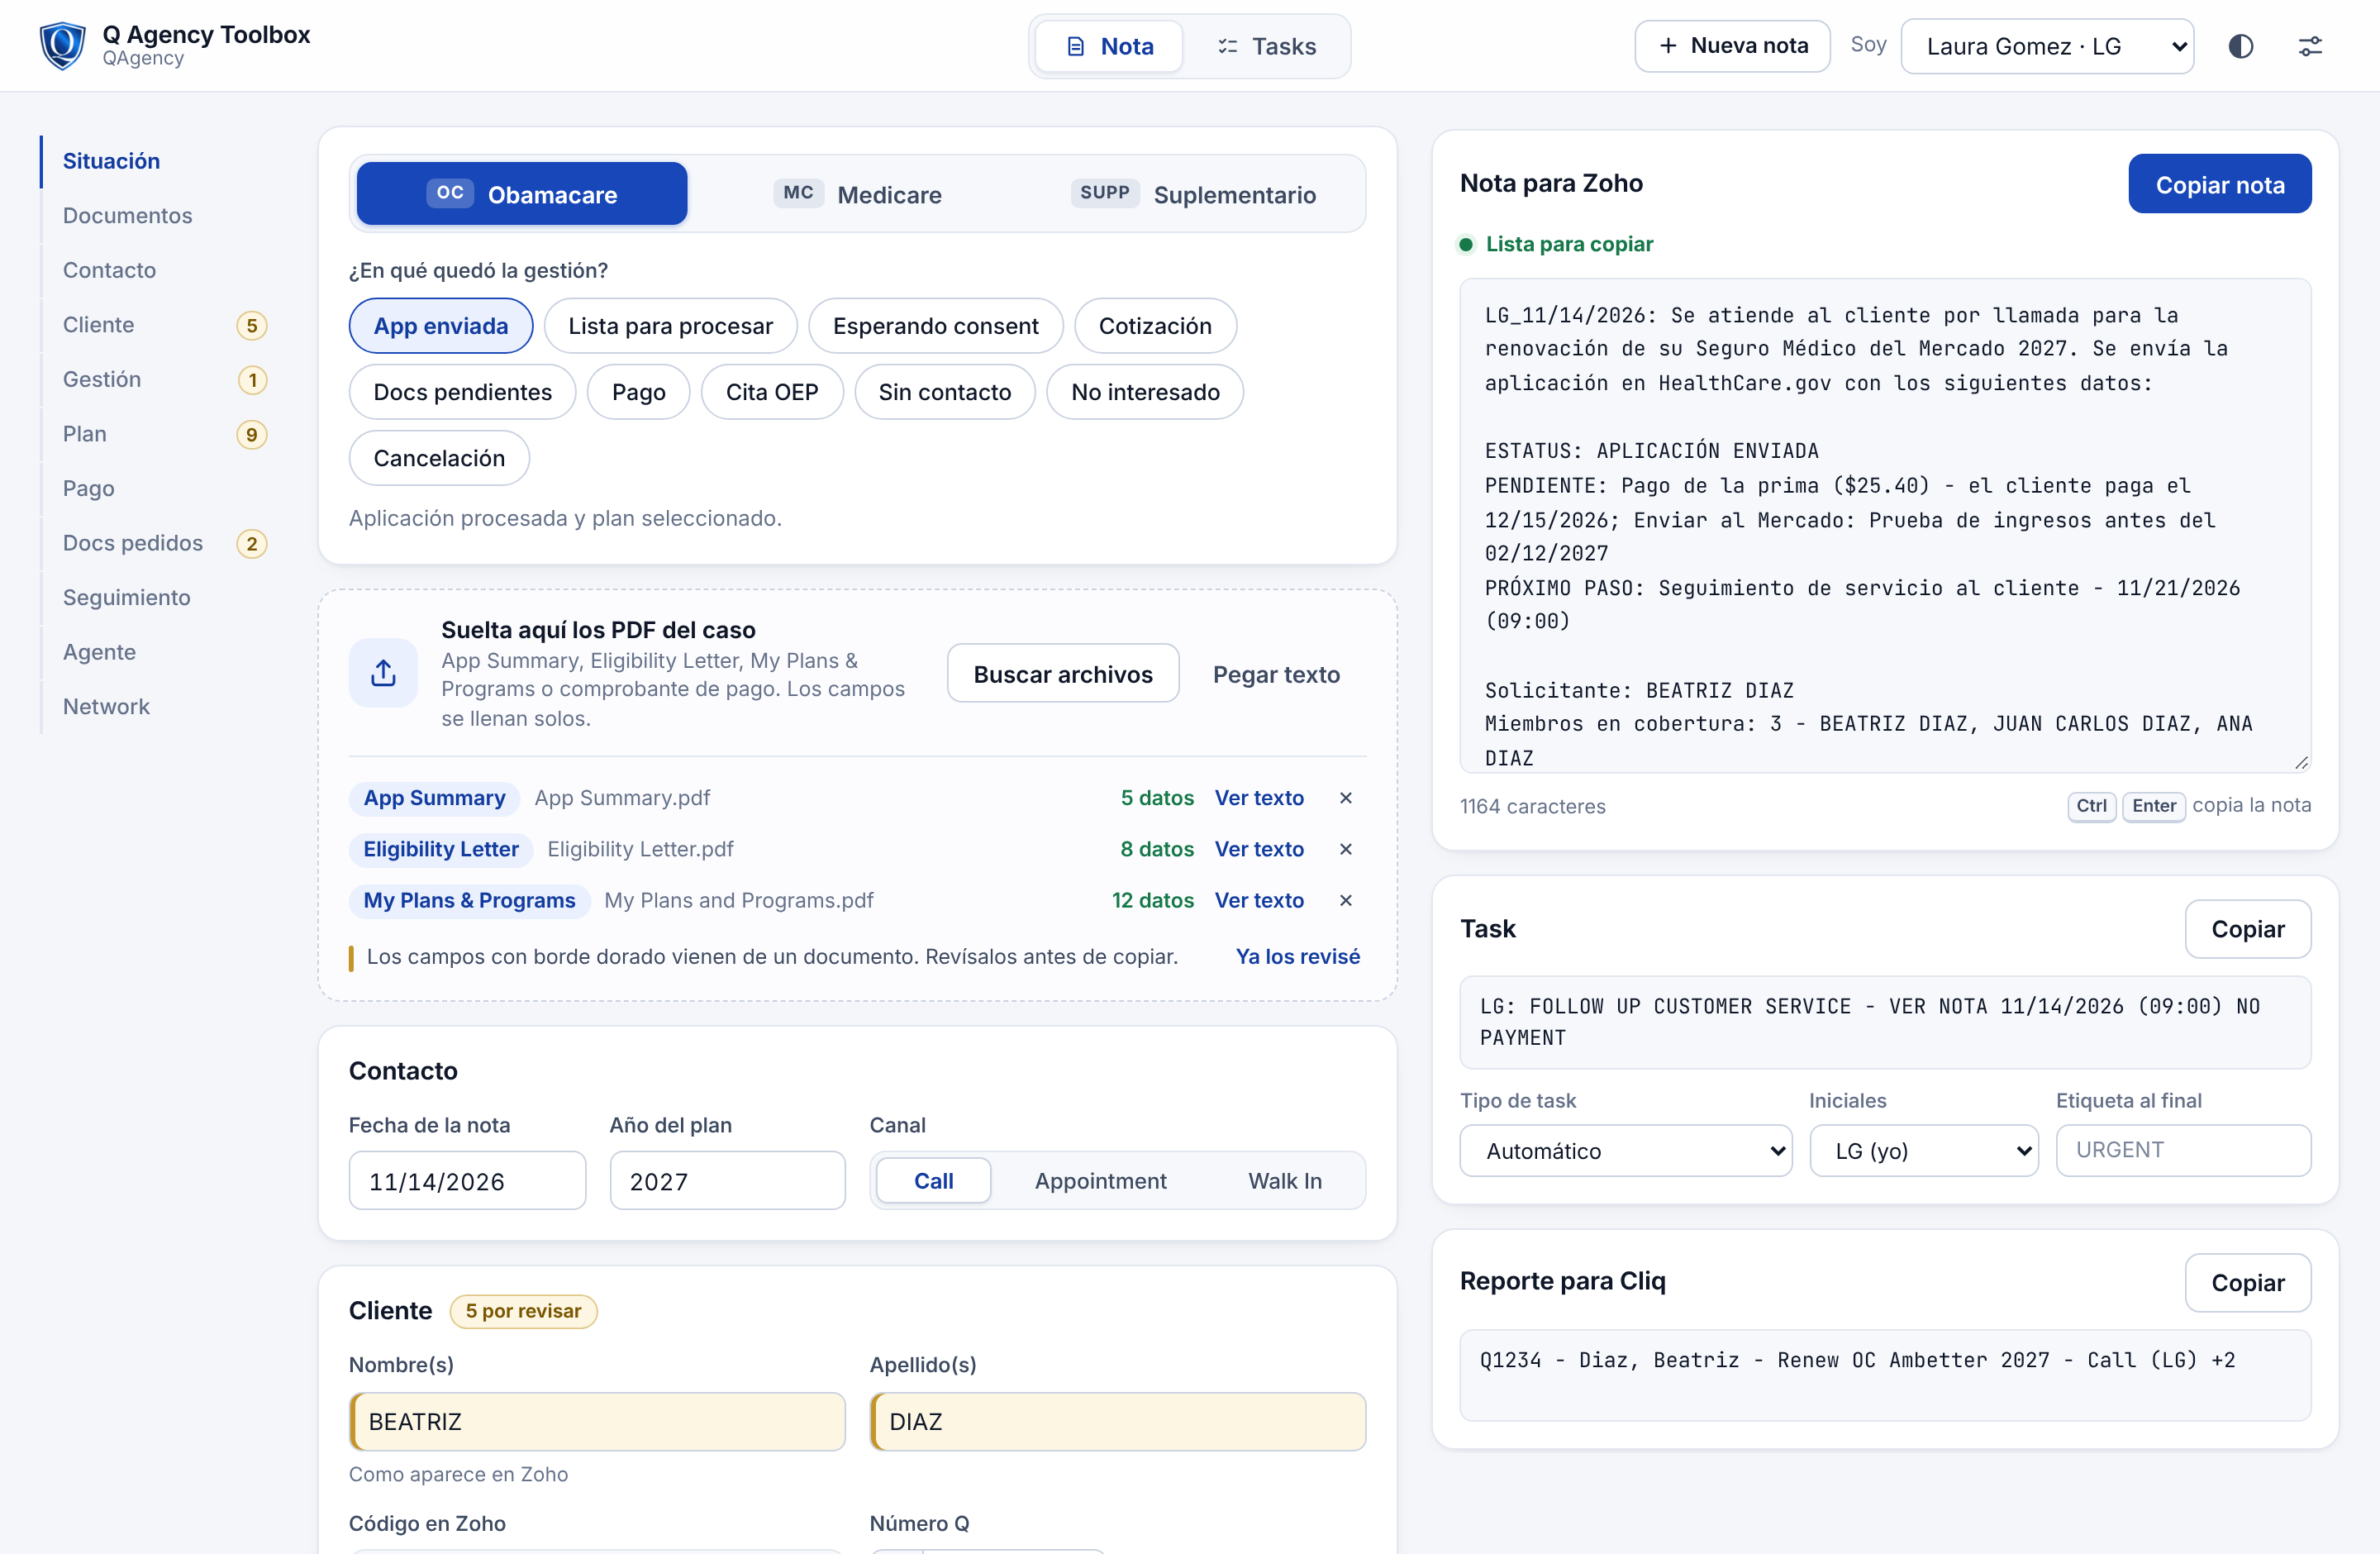 Q Agency Toolbox
QAgency
Nota
Tasks
+ Nueva nota
Soy
Laura Gomez · LG
Situación
Documentos
Contacto
Cliente 5
Gestión 1
Plan 9
Pago
Docs pedidos 2
Seguimiento
Agente
Network
OC Obamacare
MC Medicare
SUPP Suplementario
¿En qué quedó la gestión?
App enviada
Lista para procesar
Esperando consent
Cotización
Docs pendientes
Pago
Cita OEP
Sin contacto
No interesado
Cancelación
Aplicación procesada y plan seleccionado.
Suelta aquí los PDF del caso
App Summary, Eligibility Letter, My Plans &
Programs o comprobante de pago. Los campos
se llenan solos.
Buscar archivos
Pegar texto
App Summary App Summary.pdf 5 datos Ver texto ×
Eligibility Letter Eligibility Letter.pdf 8 datos Ver texto ×
My Plans & Programs My Plans and Programs.pdf 12 datos Ver texto ×
Los campos con borde dorado vienen de un documento. Revísalos antes de copiar.
Ya los revisé
Contacto
Fecha de la nota
11/14/2026
Año del plan
2027
Canal
Call
Appointment
Walk In
Cliente
5 por revisar
Nombre(s)
BEATRIZ
Como aparece en Zoho
Apellido(s)
DIAZ
Código en Zoho
Número Q
Nota para Zoho
Copiar nota
Lista para copiar
LG_11/14/2026: Se atiende al cliente por llamada para la
renovación de su Seguro Médico del Mercado 2027. Se envía la
aplicación en HealthCare.gov con los siguientes datos:
ESTATUS: APLICACIÓN ENVIADA
PENDIENTE: Pago de la prima ($25.40) - el cliente paga el
12/15/2026; Enviar al Mercado: Prueba de ingresos antes del
02/12/2027
PRÓXIMO PASO: Seguimiento de servicio al cliente - 11/21/2026
(09:00)
Solicitante: BEATRIZ DIAZ
Miembros en cobertura: 3 - BEATRIZ DIAZ, JUAN CARLOS DIAZ, ANA
DIAZ
1164 caracteres
Ctrl Enter copia la nota
Task
Copiar
LG: FOLLOW UP CUSTOMER SERVICE - VER NOTA 11/14/2026 (09:00) NO
PAYMENT
Tipo de task
Automático
Iniciales
LG (yo)
Etiqueta al final
URGENT
Reporte para Cliq
Copiar
Q1234 - Diaz, Beatriz - Renew OC Ambetter 2027 - Call (LG) +2